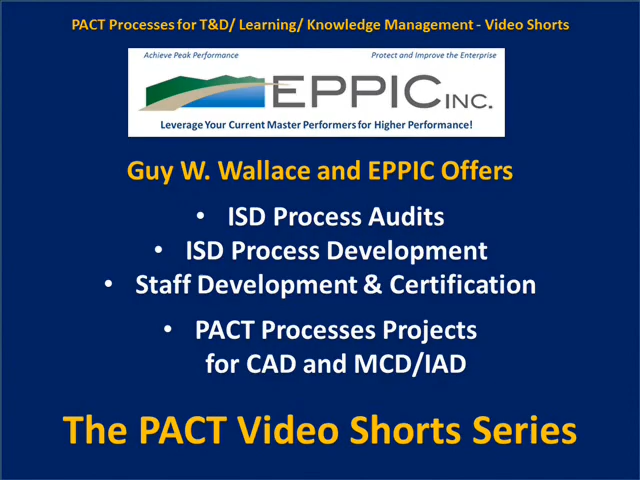 PACT Processes for T&D/ Learning/ Knowledge Management - Video Shorts
Achieve Peak Performance Protect and Improve the Enterprise
EPPIC INC.
Leverage Your Current Master Performers for Higher Performance!
Guy W. Wallace and EPPIC Offers
• ISD Process Audits
• ISD Process Development
• Staff Development & Certification
• PACT Processes Projects
for CAD and MCD/IAD
The PACT Video Shorts Series